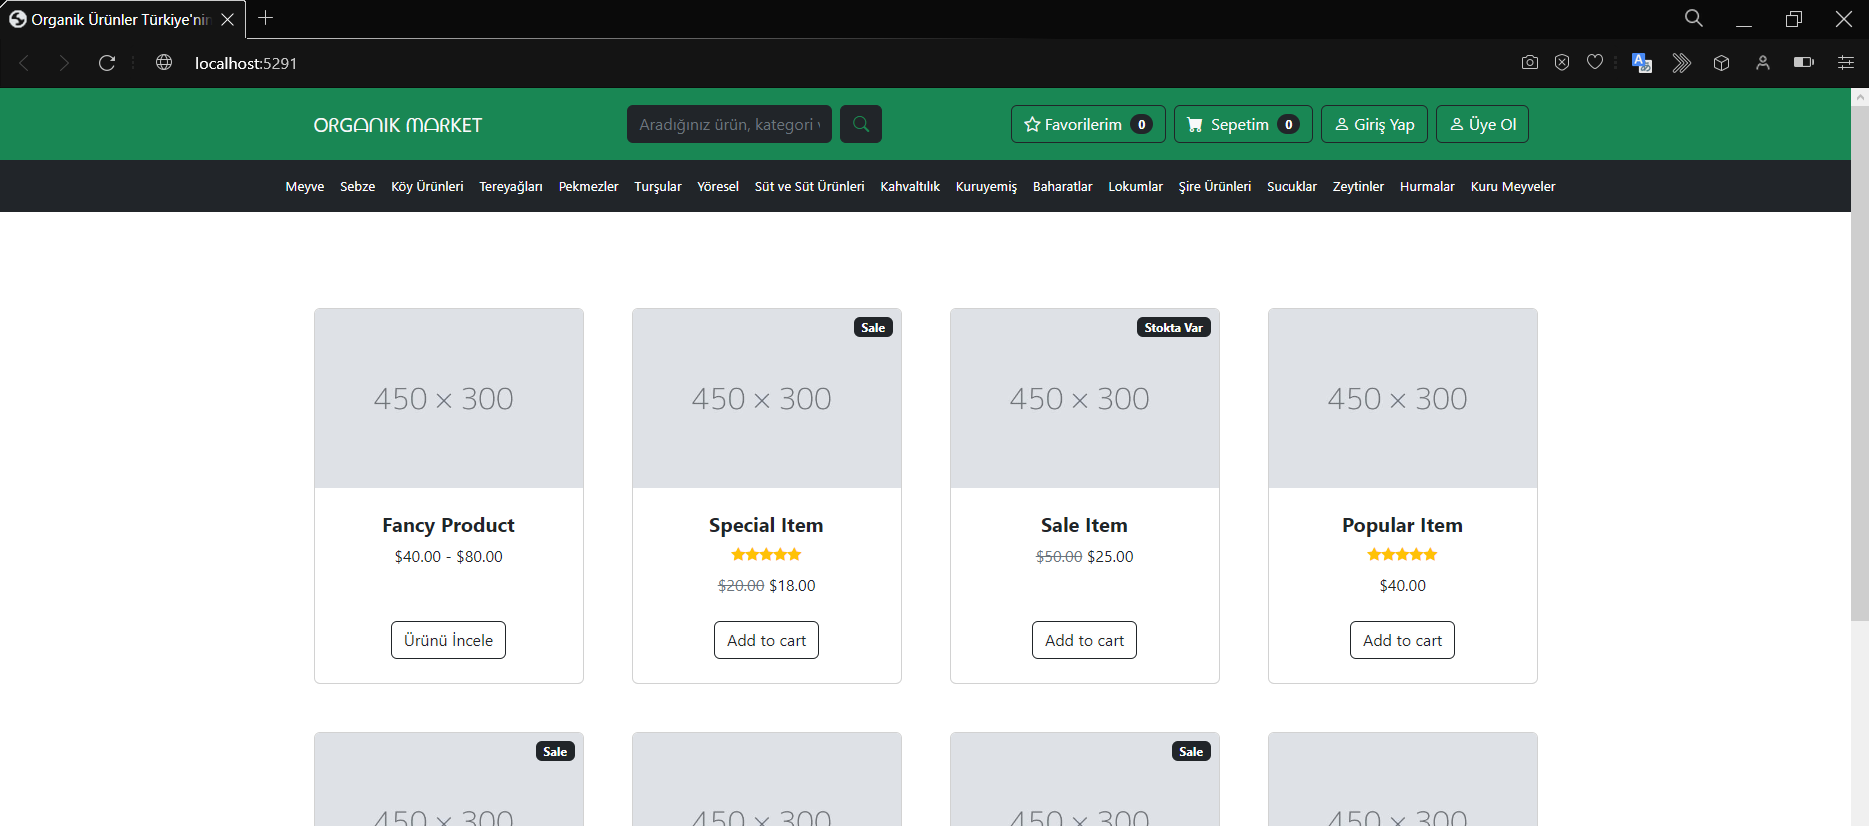 Organik Ürünler Türkiye'nin
localhost:5291
ORGANIK MARKET
Aradığınız ürün, kategori
Favorilerim 0
Sepetim 0
Giriş Yap
Üye Ol
Meyve Sebze Köy Ürünleri Tereyağları Pekmezler Turşular Yöresel Süt ve Süt Ürünleri Kahvaltılık Kuruyemiş Baharatlar Lokumlar Şire Ürünleri Sucuklar Zeytinler Hurmalar Kuru Meyveler
450 × 300
Fancy Product
$40.00 - $80.00
Ürünü İncele
Sale
450 × 300
Special Item
$20.00 $18.00
Add to cart
Stokta Var
450 × 300
Sale Item
$50.00 $25.00
Add to cart
450 × 300
Popular Item
$40.00
Add to cart
Sale
450 × 300
450 × 300
Sale
450 × 300
450 × 300